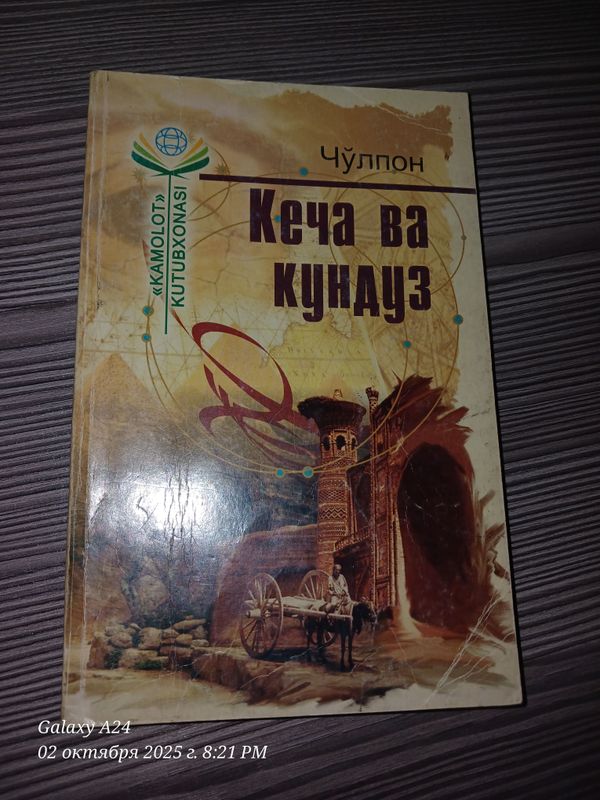 Чўлпон
Кеча ва
кундуз
«KAMOLOT»
KUTUBXONASI
Galaxy A24
02 октября 2025 г. 8:21 PM